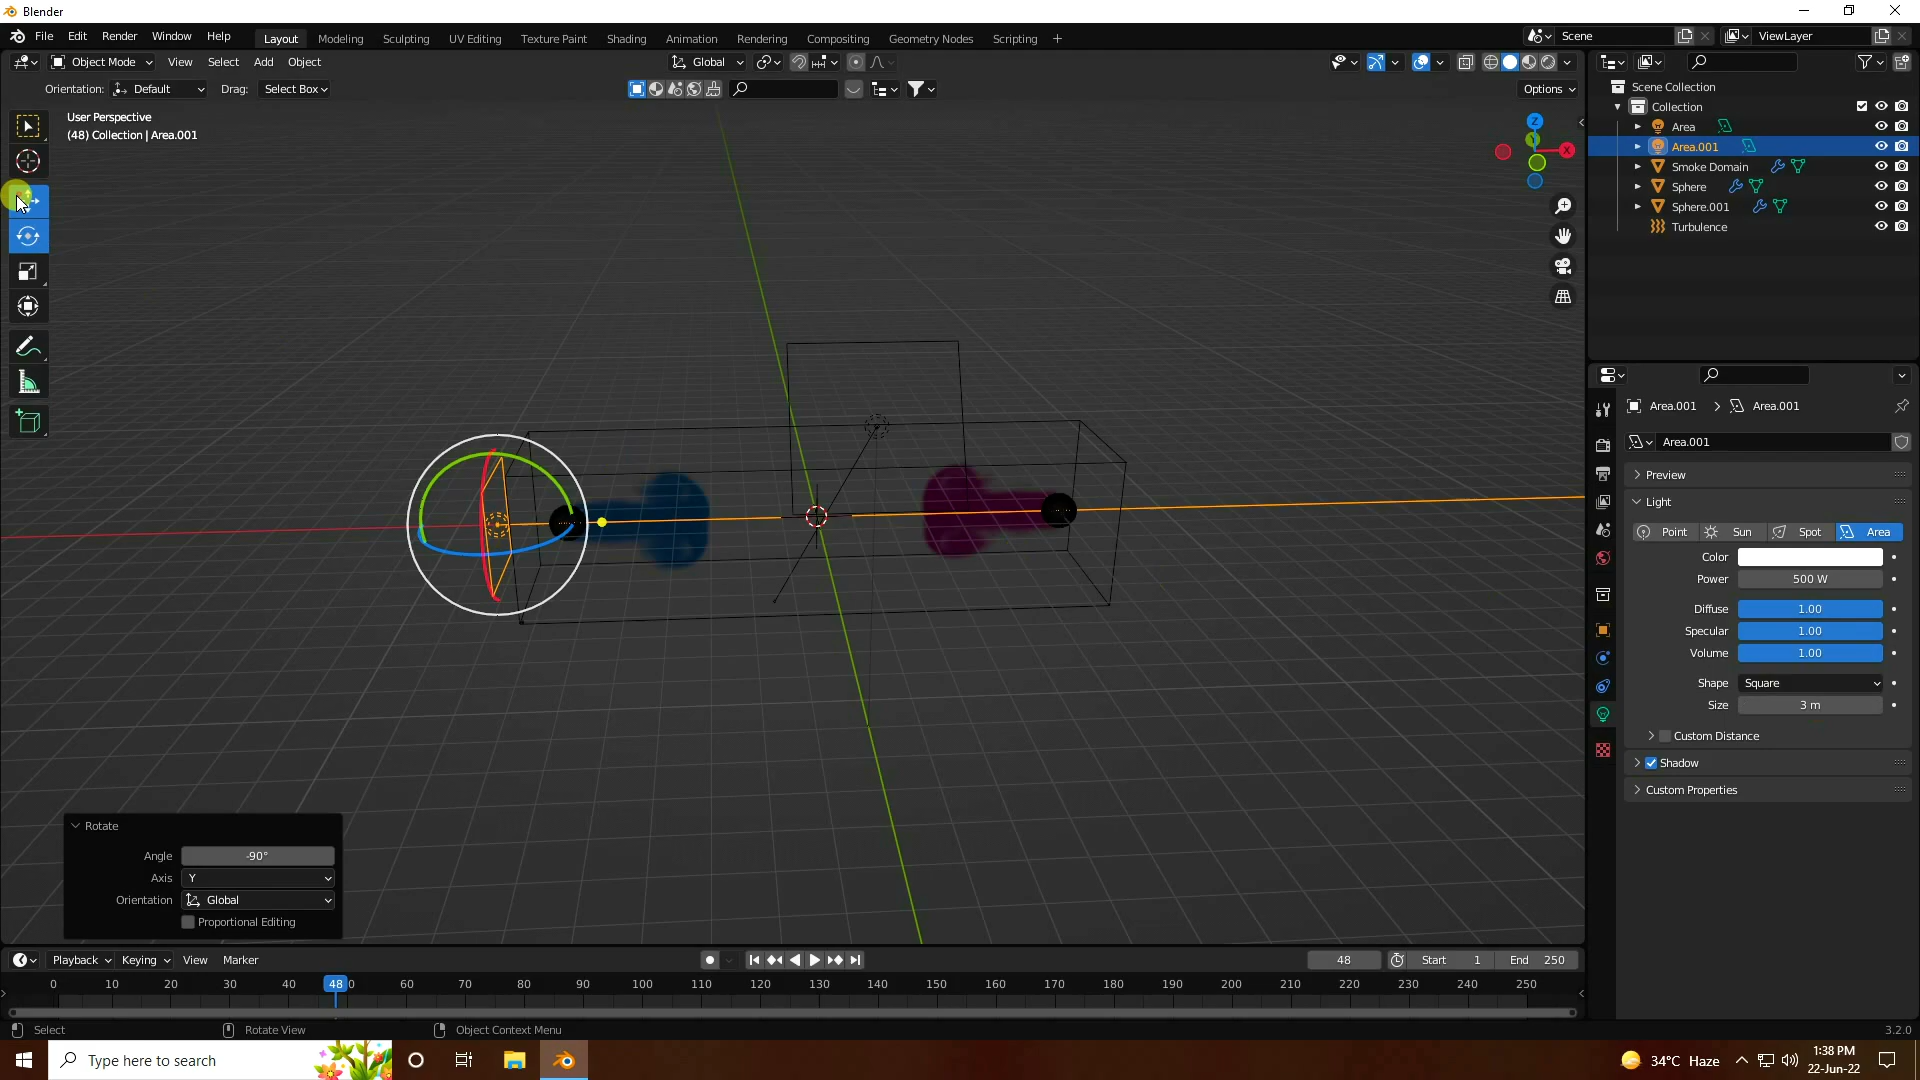 Blender
File Edit Render Window Help Layout Modeling Sculpting UV Editing Texture Paint Shading Animation Rendering Compositing Geometry Nodes Scripting + Scene ViewLayer
Object Mode View Select Add Object Global
Orientation: Default Drag: Select Box Options
User Perspective
(48) Collection | Area.001
Z
Y
X
Scene Collection
Collection
Area
Area.001
Smoke Domain
Sphere
Sphere.001
Turbulence
Area.001 > Area.001
Area.001
Preview
Light
Point Sun Spot Area
Color
Power 500 W
Diffuse 1.00
Specular 1.00
Volume 1.00
Shape Square
Size 3 m
Custom Distance
Shadow
Custom Properties
Rotate
Angle -90°
Axis Y
Orientation Global
Proportional Editing
Playback Keying View Marker 48 Start 1 End 250
0 10 20 30 40 48 0 60 70 80 90 100 110 120 130 140 150 160 170 180 190 200 210 220 230 240 250
Select Rotate View Object Context Menu 3.2.0
Type here to search 34°C Haze 1:38 PM
22-Jun-22